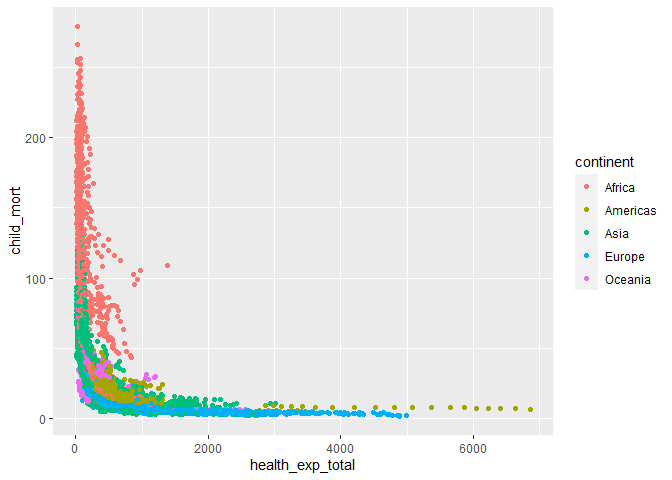 200
100
0
child_mort
0
2000
4000
6000
health_exp_total
continent
Africa
Americas
Asia
Europe
Oceania